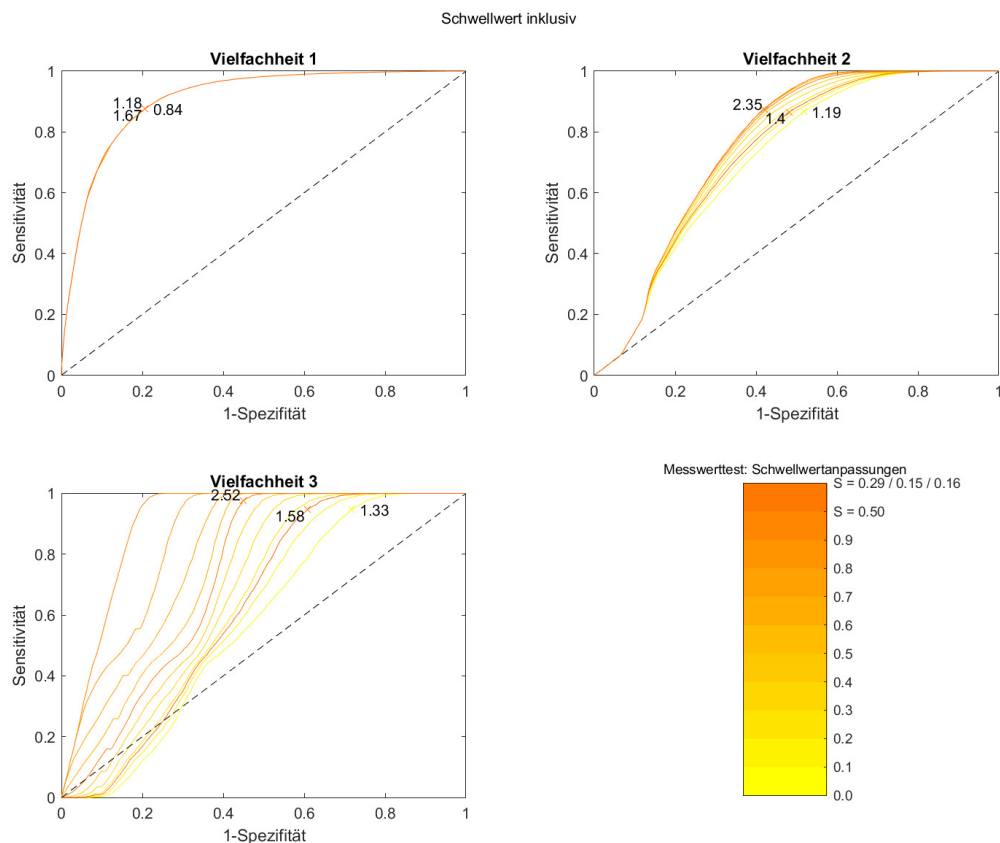 Schwellwert inklusiv
Vielfachheit 1
1
0.8
0.6
0.4
0.2
0
Sensitivität
1.18
1.67
0.84
0 0.2 0.4 0.6 0.8 1
1-Spezifität
Vielfachheit 2
1
0.8
0.6
0.4
0.2
0
Sensitivität
2.35
1.4
1.19
0 0.2 0.4 0.6 0.8 1
1-Spezifität
Vielfachheit 3
1
0.8
0.6
0.4
0.2
0
Sensitivität
2.52
1.58
1.33
0 0.2 0.4 0.6 0.8 1
1-Spezifität
Messwerttest: Schwellwertanpassungen
S = 0.29 / 0.15 / 0.16
S = 0.50
0.9
0.8
0.7
0.6
0.5
0.4
0.3
0.2
0.1
0.0